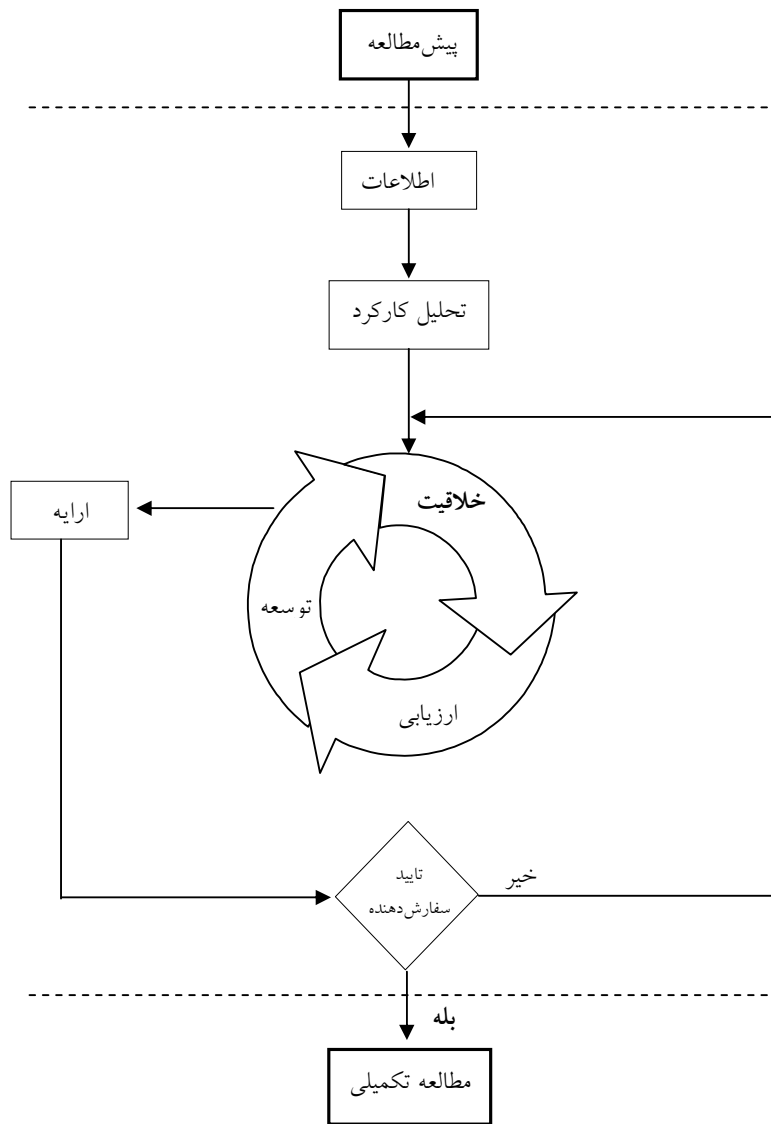 پیش‌مطالعه
اطلاعات
تحلیل کارکرد
خلاقیت
ارایه
توسعه
ارزیابی
تایید
سفارش‌دهنده
خیر
بله
مطالعه تکمیلی